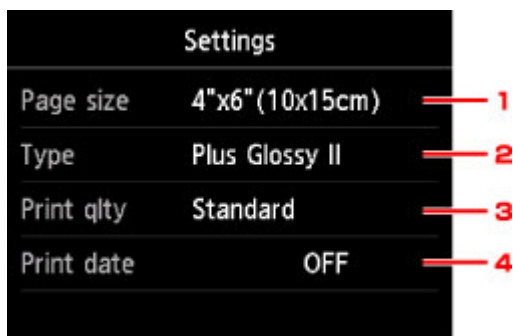 Settings
Page size 4"x6"(10x15cm) 1
Type Plus Glossy II 2
Print qlty Standard 3
Print date OFF 4